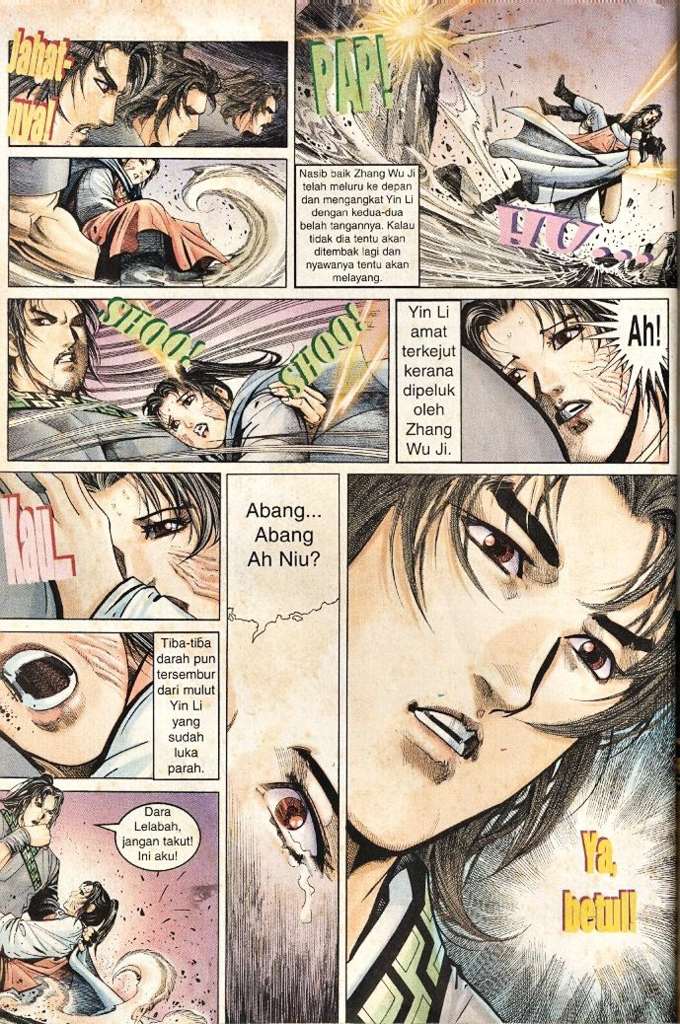 Jahat-
nya!
PAP!
Nasib baik Zhang Wu Ji
telah meluru ke depan
dan mengangkat Yin Li
dengan kedua-dua
belah tangannya. Kalau
tidak dia tentu akan
ditembak lagi dan
nyawanya tentu akan
melayang.
HU...
SHOO!
SHOO!
Yin Li
amat
terkejut
kerana
dipeluk
oleh
Zhang
Wu Ji.
Ah!
Kau...
Tiba-tiba
darah pun
tersembur
dari mulut
Yin Li
yang
sudah
luka
parah.
Dara
Lelabah,
jangan takut!
Ini aku!
Abang...
Abang
Ah Niu?
Ya,
betul!